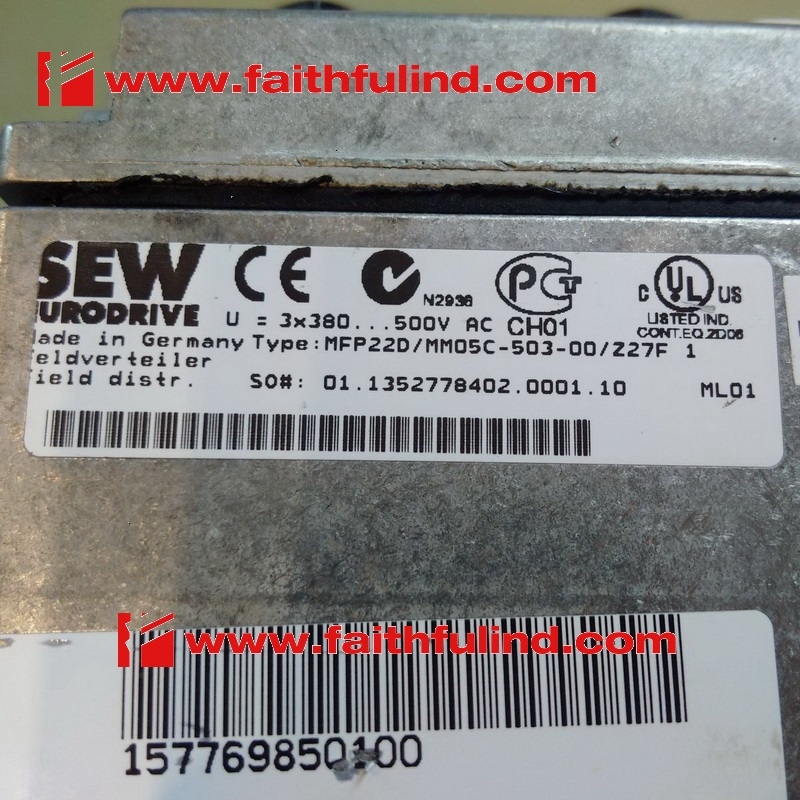 www.faithfulind.com
SEW
EURODRIVE
CE
N2936
PCT
C UL US
LISTED IND.
CONT.EQ.2D06
U = 3x380...500V AC CH01
Made in Germany Type:MFP22D/MM05C-503-00/Z27F 1
Feldverteiler
Field distr. SO#: 01.1352778402.0001.10 ML01
www.faithfulind.com
157769850100